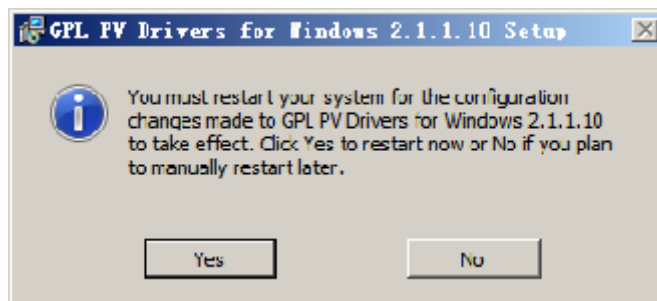 GPL PV Drivers for Windows 2.1.1.10 Setup
You must restart your system for the configuration
changes made to GPL PV Drivers for Windows 2.1.1.10
to take effect. Click Yes to restart now or No if you plan
to manually restart later.
Yes
No